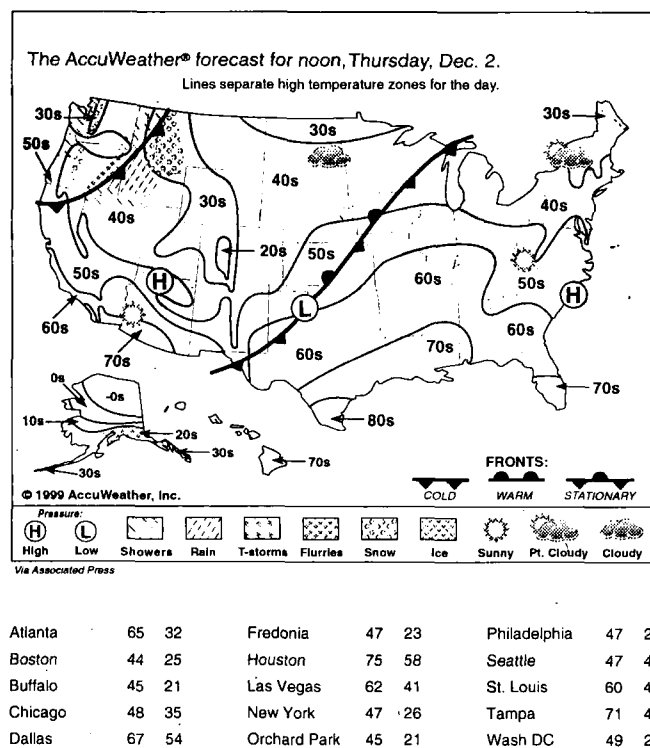 The AccuWeather® forecast for noon, Thursday, Dec. 2.
Lines separate high temperature zones for the day.
30s
30s
30s
50s
40s
40s
40s
30s
20s
50s
50s
50s
60s
H
H
L
60s
60s
60s
70s
70s
70s
80s
0s
-0s
10s
20s
30s
30s
70s
FRONTS:
COLD WARM STATIONARY
© 1999 AccuWeather, Inc.
Pressure:
H L
High Low Showers Rain T-storms Flurries Snow Ice Sunny Pt. Cloudy Cloudy
Via Associated Press
Atlanta 65 32 Fredonia 47 23 Philadelphia 47 2
Boston 44 25 Houston 75 58 Seattle 47 4
Buffalo 45 21 Las Vegas 62 41 St. Louis 60 4
Chicago 48 35 New York 47 26 Tampa 71 4
Dallas 67 54 Orchard Park 45 21 Wash DC 49 2